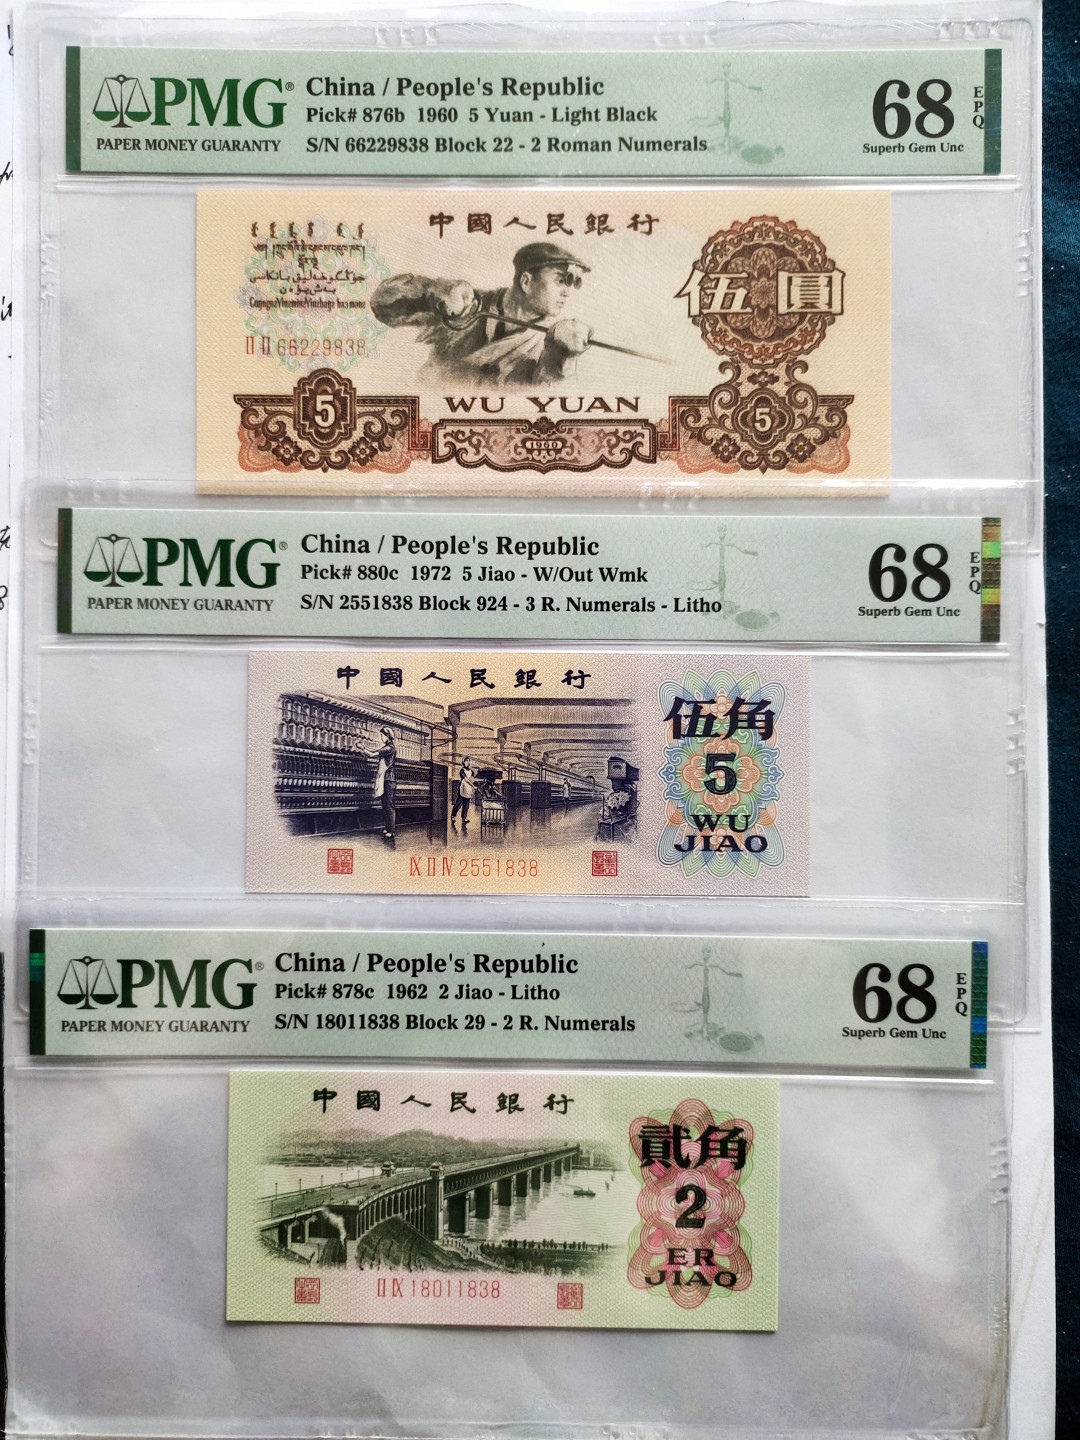 PMG®
PAPER MONEY GUARANTY
China / People's Republic
Pick# 876b 1960 5 Yuan - Light Black
S/N 66229838 Block 22 - 2 Roman Numerals
68
Superb Gem Unc
EPQ
中國人民銀行
伍圓
ⅡⅡ66229838
5
WU YUAN
1960
5
PMG®
PAPER MONEY GUARANTY
China / People's Republic
Pick# 880c 1972 5 Jiao - W/Out Wmk
S/N 2551838 Block 924 - 3 R. Numerals - Litho
68
Superb Gem Unc
EPQ
中國人民銀行
伍角
5
WU
JIAO
ⅨⅡⅣ2551838
PMG®
PAPER MONEY GUARANTY
China / People's Republic
Pick# 878c 1962 2 Jiao - Litho
S/N 18011838 Block 29 - 2 R. Numerals
68
Superb Gem Unc
EPQ
中國人民銀行
貳角
2
ER
JIAO
ⅡⅨ18011838